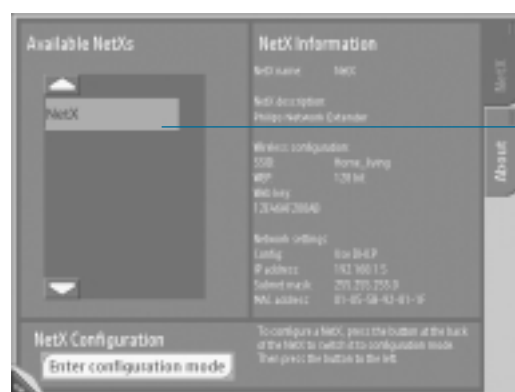 Available NetXs
NetX
NetX Information
NetX name NetX
NetX description
Philips Network Extender
Wireless configuration
SSID Home_living
WEP 128 bit
WEB key
Network settings
Config Use DHCP
IP address 192.168.1.5
Subnet mask 255.255.255.0
MAC address
NetX Configuration
Enter configuration mode
To configure a NetX, press the button at the back
of the NetX to switch it to configuration mode.
Then press the button to the left.
NetX
About